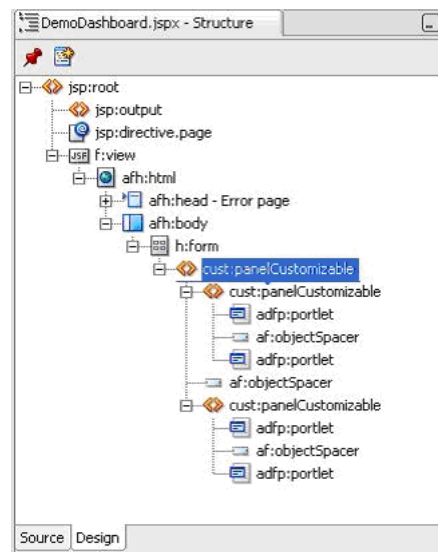 DemoDashboard.jspx - Structure
jsp:root
jsp:output
jsp:directive.page
JSF f:view
afh:html
afh:head - Error page
afh:body
h:form
cust:panelCustomizable
cust:panelCustomizable
adfp:portlet
af:objectSpacer
adfp:portlet
af:objectSpacer
cust:panelCustomizable
adfp:portlet
af:objectSpacer
adfp:portlet
Source Design